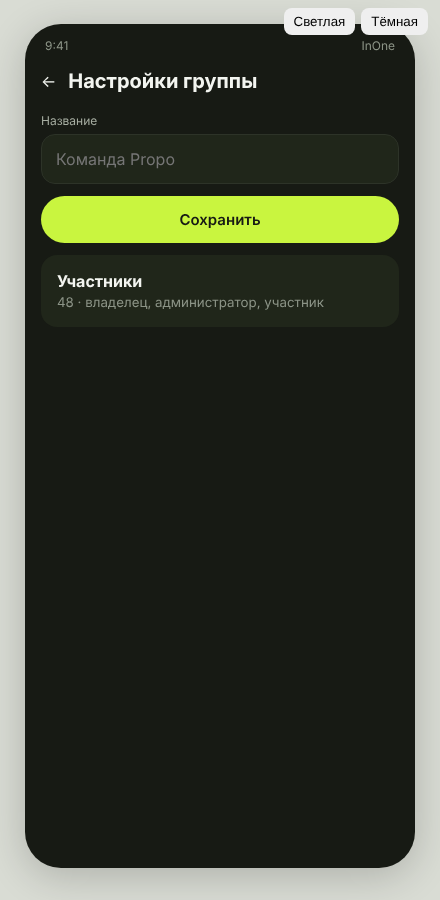 Светлая Тёмная
9:41 InOne
← Настройки группы
Название
Команда Propo
Сохранить
Участники
48 · владелец, администратор, участник